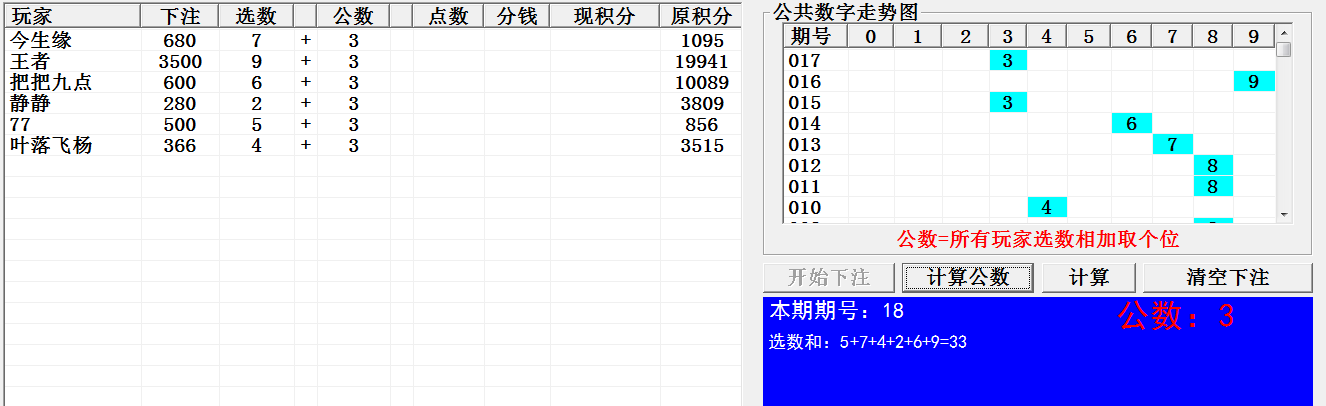 玩家 下注 选数 公数 点数 分钱 现积分 原积分
今生缘 680 7 + 3 1095
王者 3500 9 + 3 19941
把把九点 600 6 + 3 10089
静静 280 2 + 3 3809
77 500 5 + 3 856
叶落飞杨 366 4 + 3 3515
公共数字走势图
期号 0 1 2 3 4 5 6 7 8 9
017 3
016 9
015 3
014 6
013 7
012 8
011 8
010 4
公数=所有玩家选数相加取个位
开始下注 计算公数 计算 清空下注
本期期号：18 公数：3
选数和：5+7+4+2+6+9=33